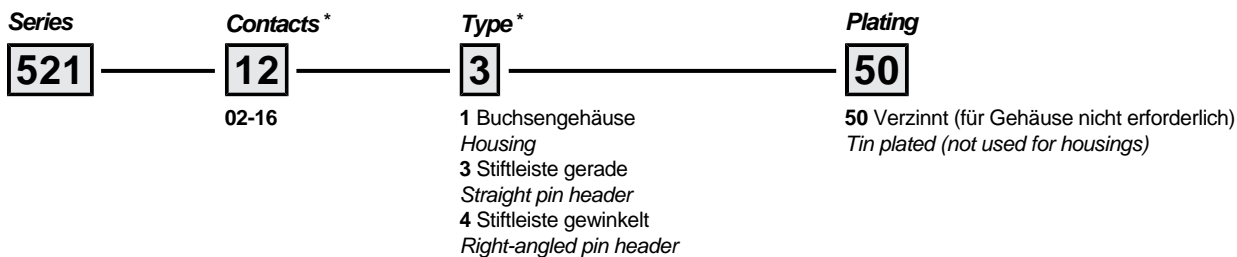 Series Contacts * Type * Plating
521 12 3 50
02-16 1 Buchsengehäuse 50 Verzinnt (für Gehäuse nicht erforderlich)
Housing Tin plated (not used for housings)
3 Stiftleiste gerade
Straight pin header
4 Stiftleiste gewinkelt
Right-angled pin header